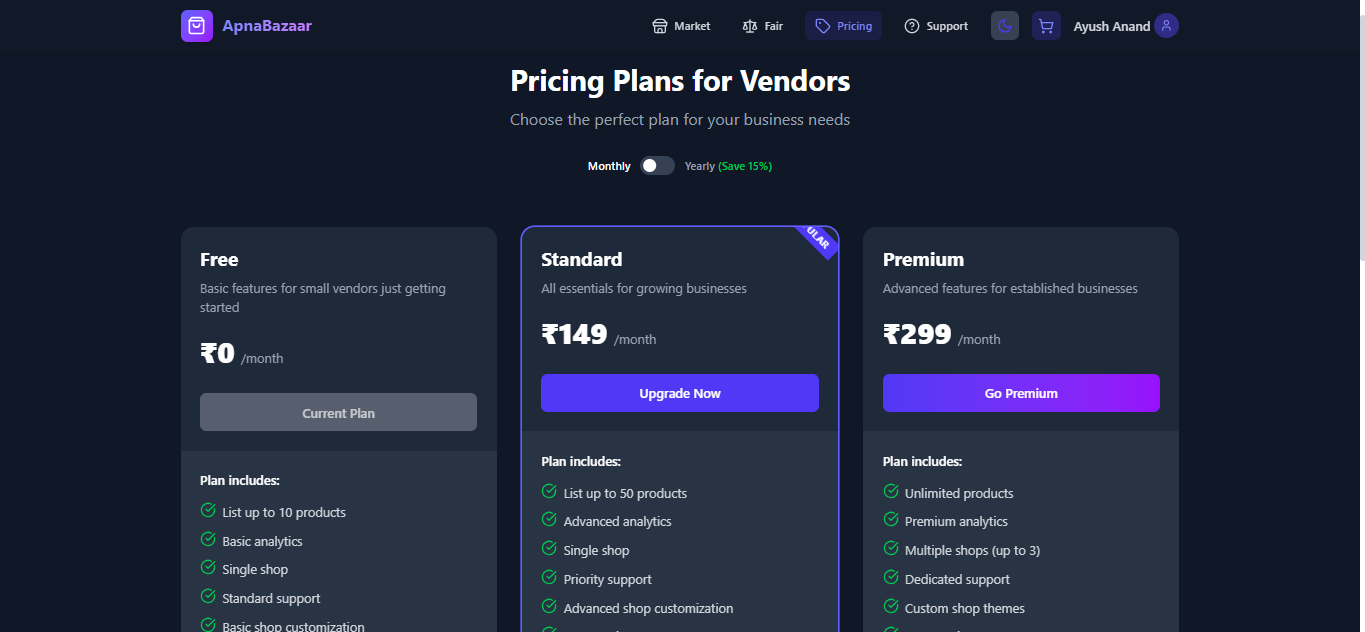 ApnaBazaar
Market
Fair
Pricing
Support
Ayush Anand
Pricing Plans for Vendors
Choose the perfect plan for your business needs
Monthly
Yearly (Save 15%)
Free
Basic features for small vendors just getting
started
₹0 /month
Current Plan
Plan includes:
List up to 10 products
Basic analytics
Single shop
Standard support
Basic shop customization
ULAR
Standard
All essentials for growing businesses
₹149 /month
Upgrade Now
Plan includes:
List up to 50 products
Advanced analytics
Single shop
Priority support
Advanced shop customization
Premium
Advanced features for established businesses
₹299 /month
Go Premium
Plan includes:
Unlimited products
Premium analytics
Multiple shops (up to 3)
Dedicated support
Custom shop themes